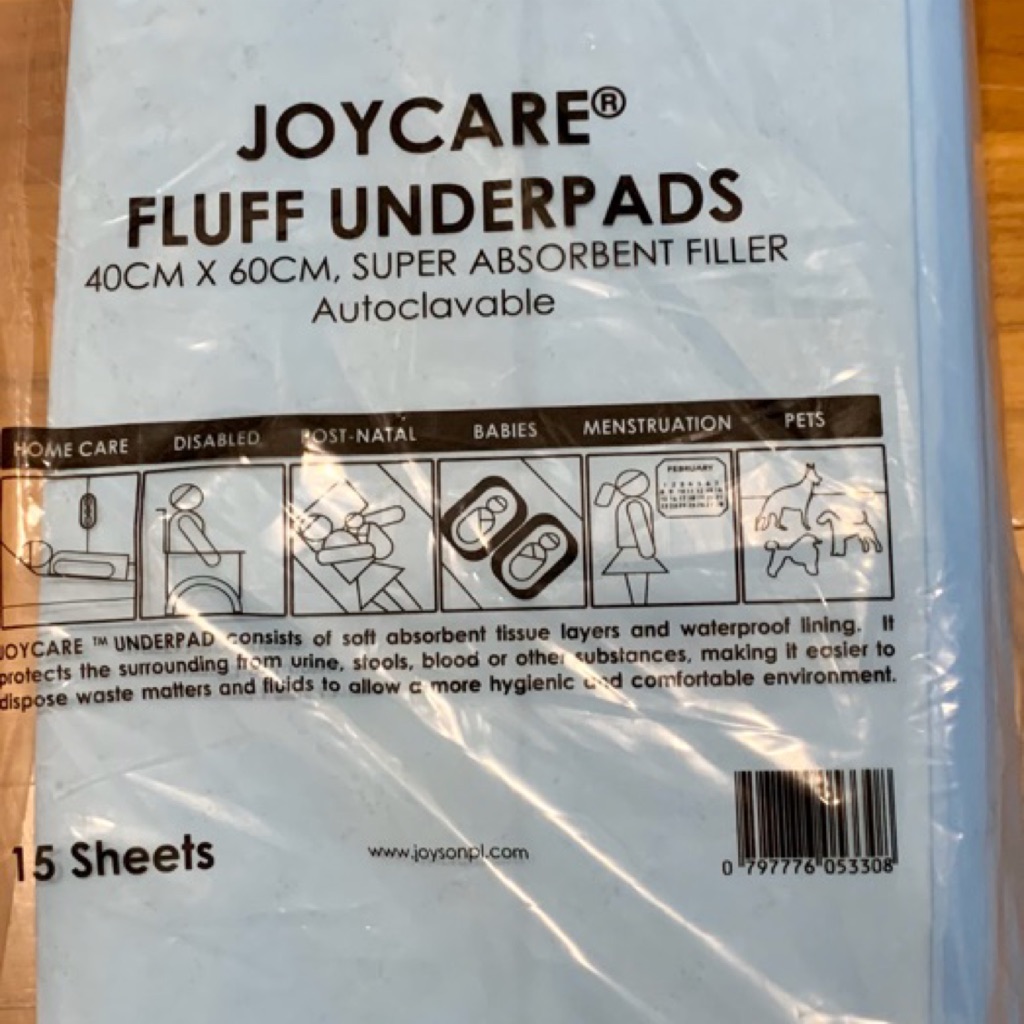 JOYCARE®
FLUFF UNDERPADS
40CM X 60CM, SUPER ABSORBENT FILLER
Autoclavable
HOME CARE DISABLED POST-NATAL BABIES MENSTRUATION PETS
FEBRUARY
JOYCARE ™ UNDERPAD consists of soft absorbent tissue layers and waterproof lining. It
protects the surrounding from urine, stools, blood or other substances, making it easier to
dispose waste matters and fluids to allow a more hygienic and comfortable environment.
15 Sheets
www.joysonpl.com
0 797776 053308